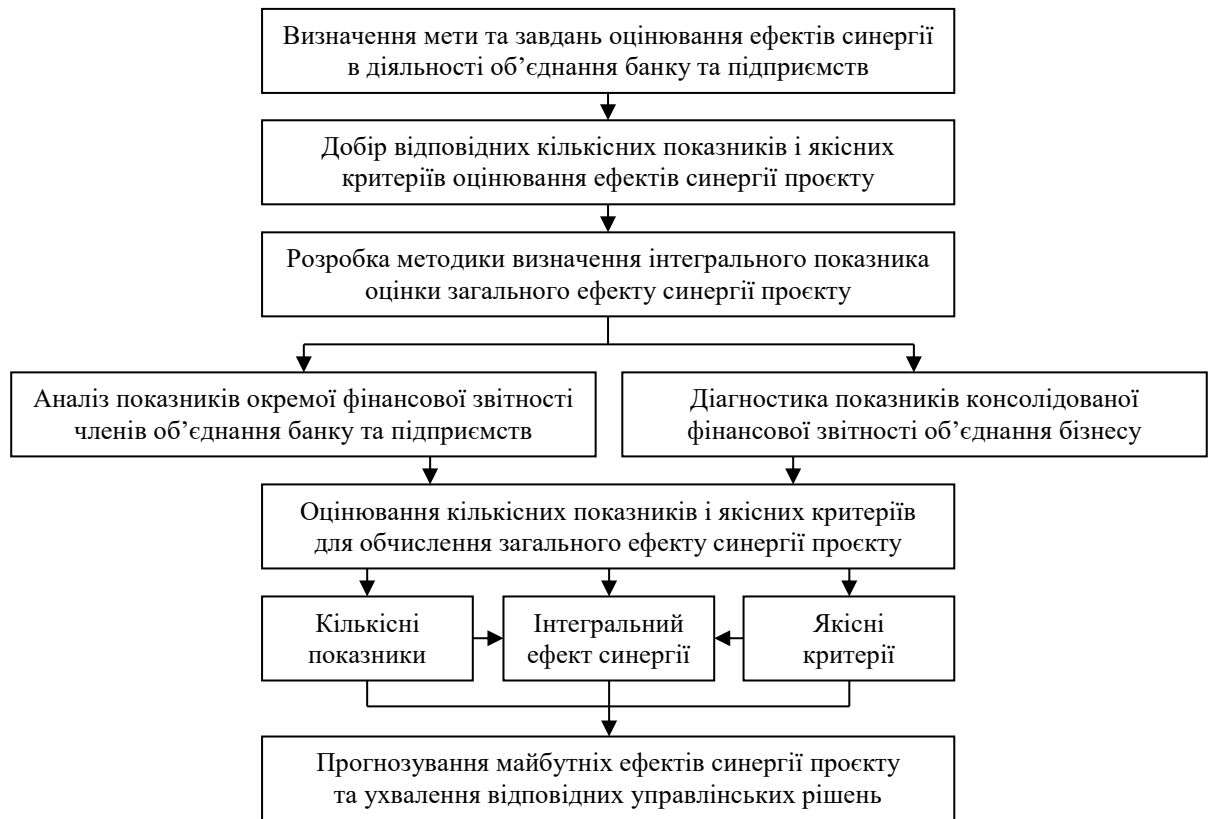 Визначення мети та завдань оцінювання ефектів синергії
в діяльності об’єднання банку та підприємств
Добір відповідних кількісних показників і якісних
критеріїв оцінювання ефектів синергії проєкту
Розробка методики визначення інтегрального показника
оцінки загального ефекту синергії проєкту
Аналіз показників окремої фінансової звітності
членів об’єднання банку та підприємств
Діагностика показників консолідованої
фінансової звітності об’єднання бізнесу
Оцінювання кількісних показників і якісних критеріїв
для обчислення загального ефекту синергії проєкту
Кількісні
показники
Інтегральний
ефект синергії
Якісні
критерії
Прогнозування майбутніх ефектів синергії проєкту
та ухвалення відповідних управлінських рішень